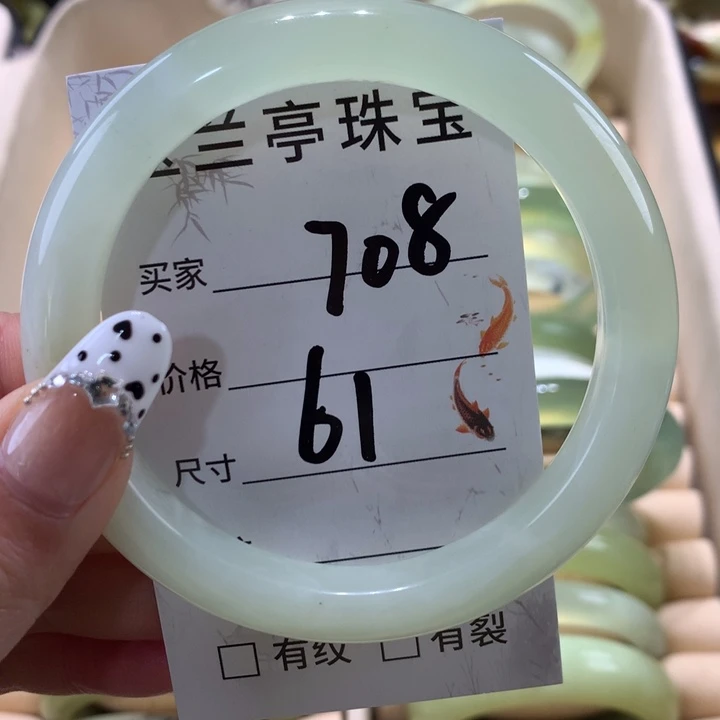 兰亭珠宝
买家 708
价格
61
尺寸
□ 有纹 □ 有裂